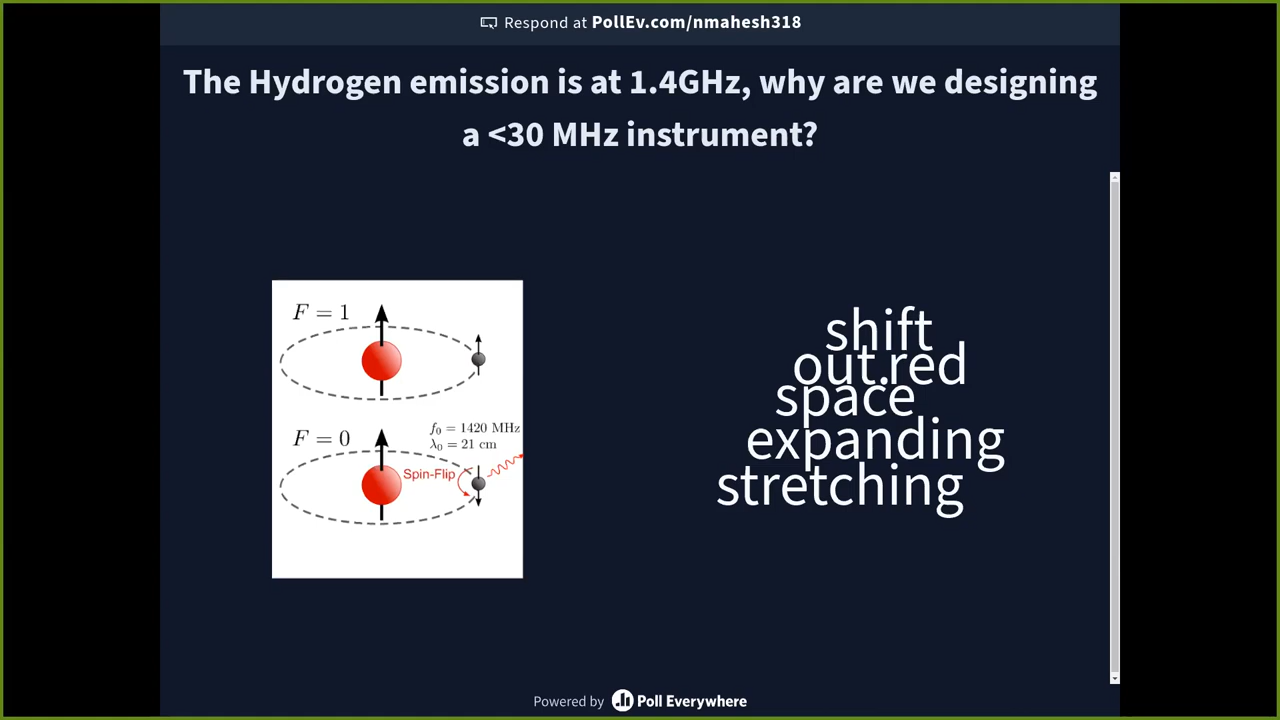 Respond at PollEv.com/nmahesh318
The Hydrogen emission is at 1.4GHz, why are we designing
a <30 MHz instrument?
F = 1
F = 0
f₀ = 1420 MHz
λ₀ = 21 cm
Spin-Flip
shift
out. red
space
expanding
stretching
Powered by Poll Everywhere